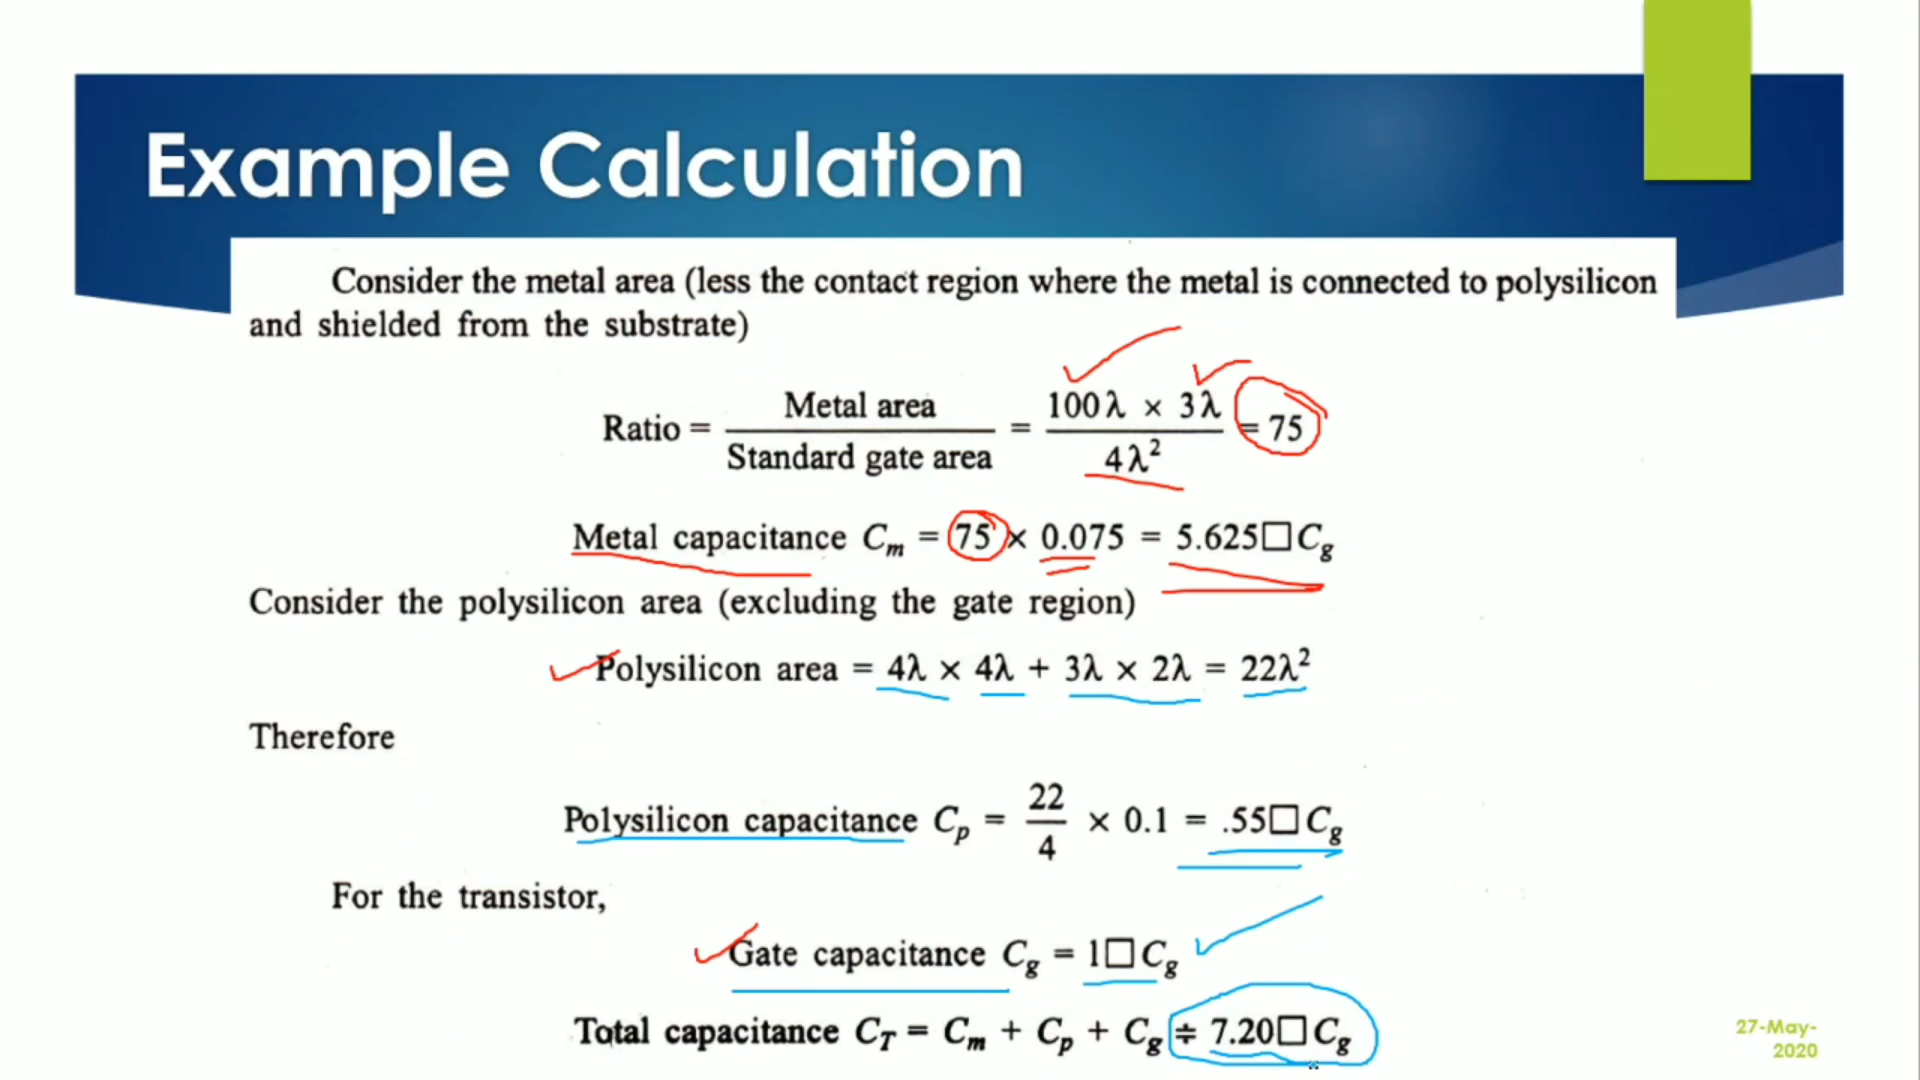 Example Calculation
Consider the metal area (less the contact region where the metal is connected to polysilicon
and shielded from the substrate)
Ratio = Metal area / Standard gate area = 100λ × 3λ / 4λ² = 75
Metal capacitance Cm = 75 × 0.075 = 5.625□Cg
Consider the polysilicon area (excluding the gate region)
Polysilicon area = 4λ × 4λ + 3λ × 2λ = 22λ²
Therefore
Polysilicon capacitance Cp = 22/4 × 0.1 = .55□Cg
For the transistor,
Gate capacitance Cg = 1□Cg
Total capacitance CT = Cm + Cp + Cg ≑ 7.20□Cg
27-May-
2020